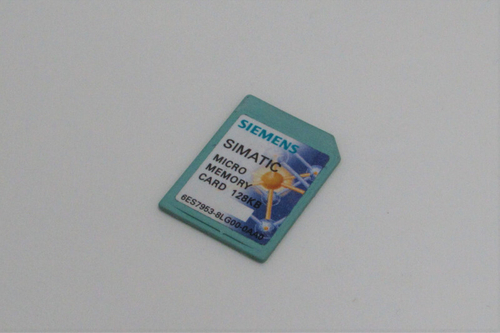 SIEMENS
SIMATIC
MICRO
MEMORY
CARD 128KB
6ES7953-8LG00-0AA0